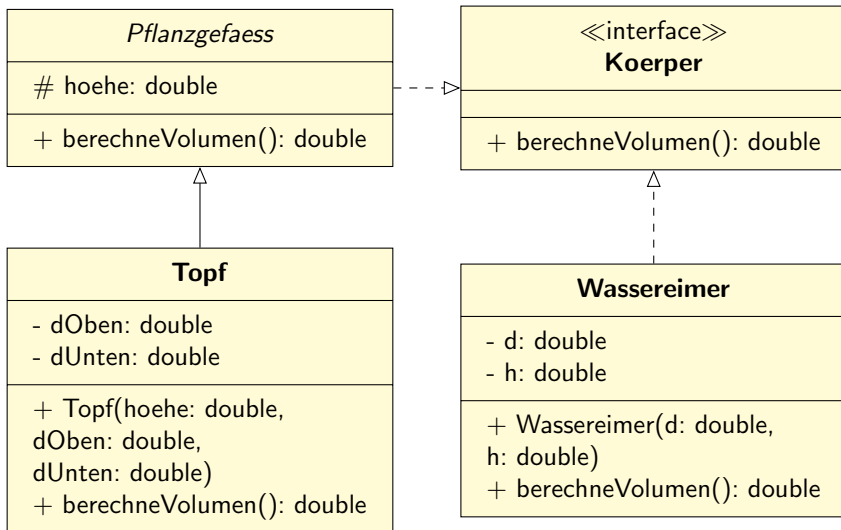 Pflanzgefaess
# hoehe: double
+ berechneVolumen(): double
≪interface≫
Koerper
+ berechneVolumen(): double
Topf
- dOben: double
- dUnten: double
+ Topf(hoehe: double,
dOben: double,
dUnten: double)
+ berechneVolumen(): double
Wassereimer
- d: double
- h: double
+ Wassereimer(d: double,
h: double)
+ berechneVolumen(): double